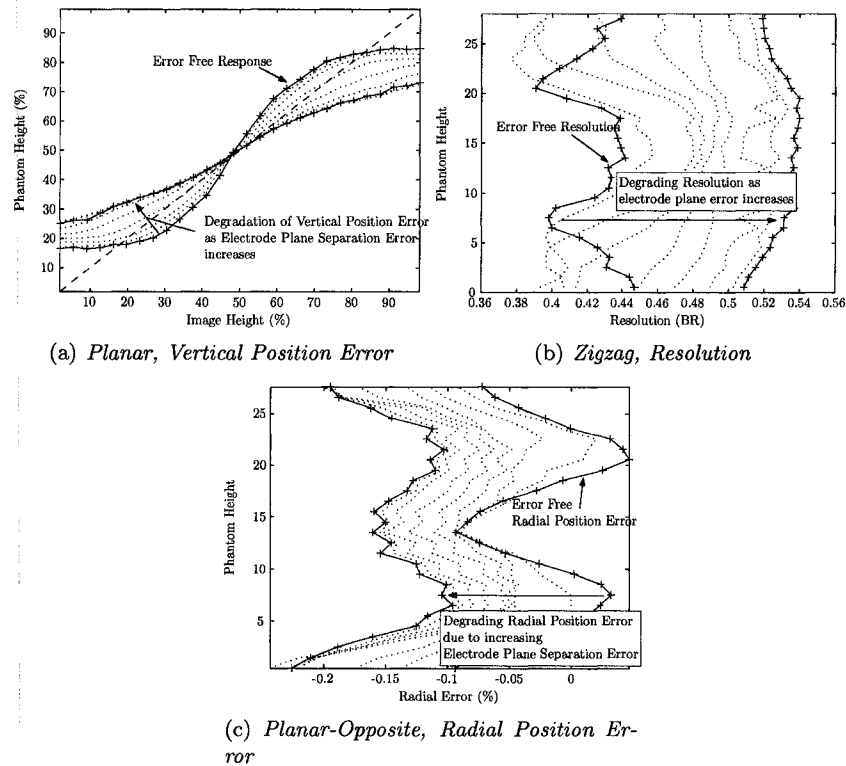 90
80
70
60
50
40
30
20
10
Phantom Height (%)
Error Free Response
Degradation of Vertical Position Error
as Electrode Plane Separation Error
increases
10 20 30 40 50 60 70 80 90
Image Height (%)
(a) Planar, Vertical Position Error
25
20
15
10
5
0
Phantom Height
Error Free Resolution
Degrading Resolution as
electrode plane error increases
0.36 0.38 0.4 0.42 0.44 0.46 0.48 0.5 0.52 0.54 0.56
Resolution (BR)
(b) Zigzag, Resolution
25
20
15
10
5
Phantom Height
Error Free
Radial Position Error
Degrading Radial Position Error
due to increasing
Electrode Plane Separation Error
-0.2 -0.15 -0.1 -0.05 0
Radial Error (%)
(c) Planar-Opposite, Radial Position Er-
ror